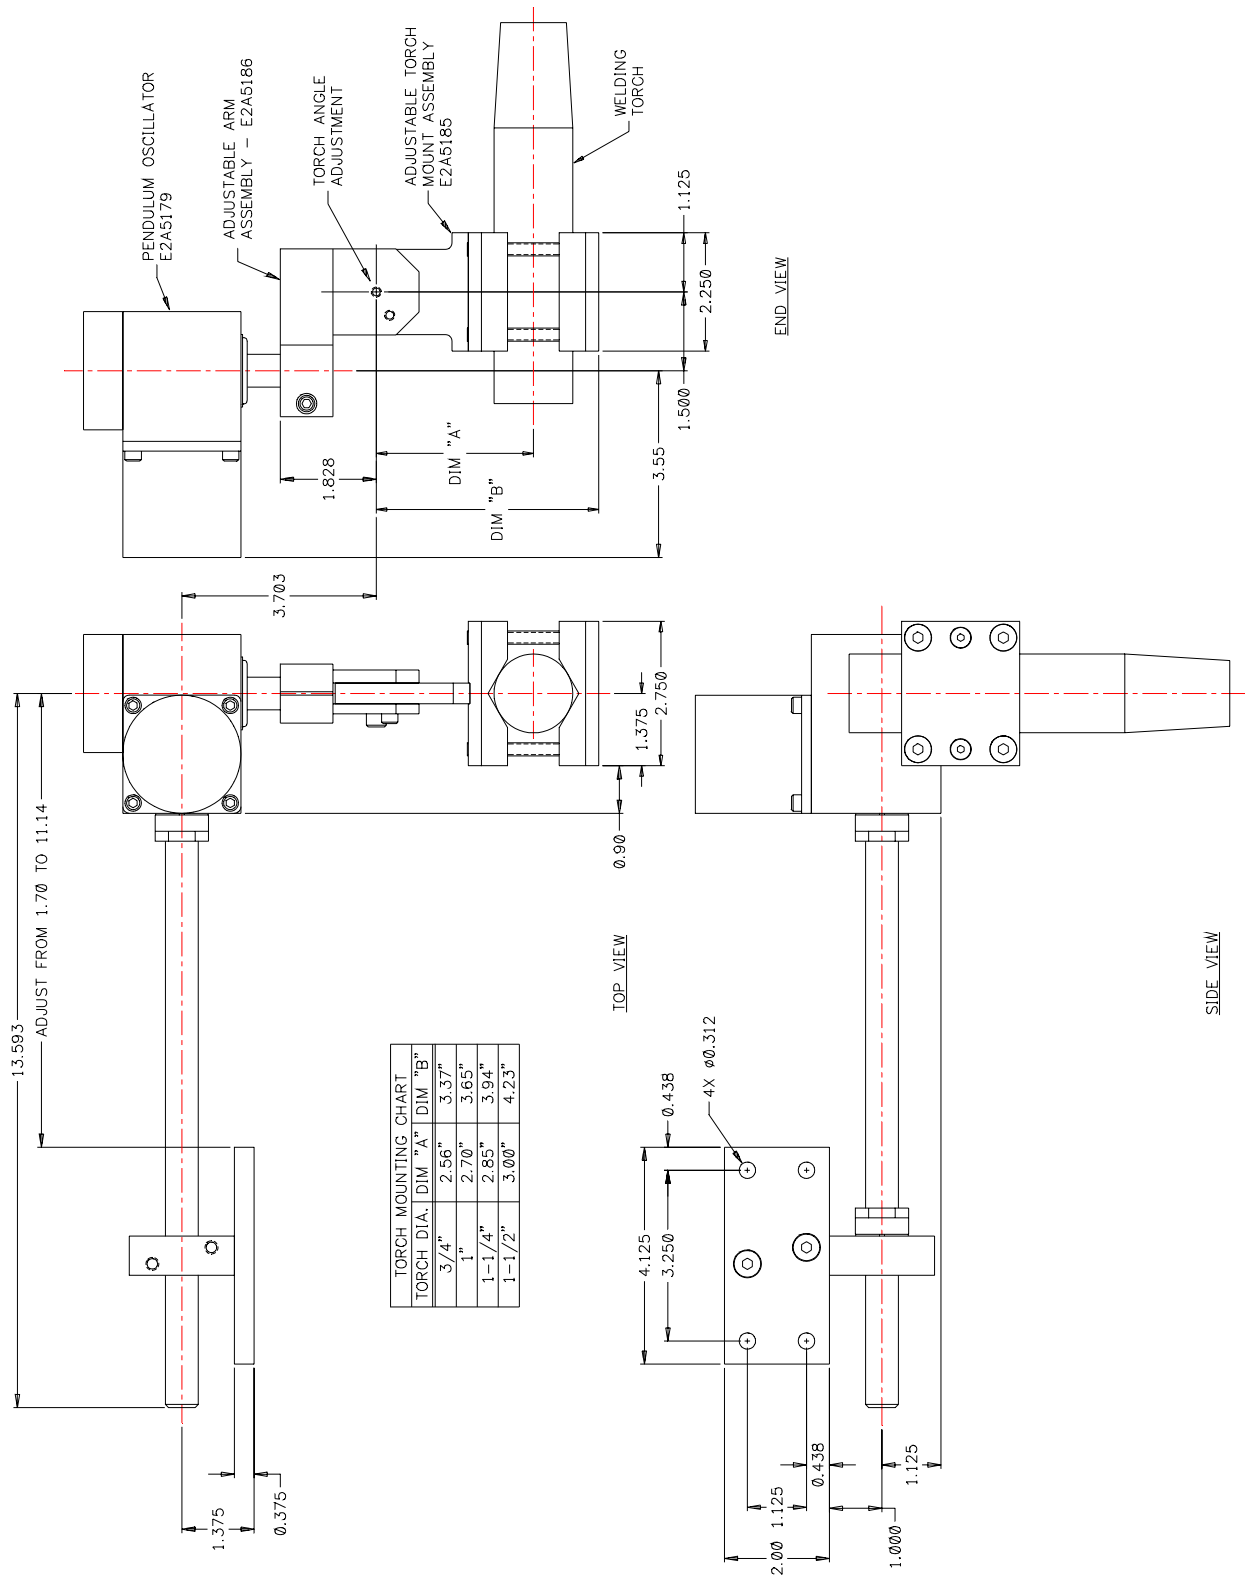 13.593
ADJUST FROM 1.70 TO 11.14
1.375
0.375
3.703
1.375
2.750
0.90
TOP VIEW
PENDULUM OSCILLATOR
E2A5179
ADJUSTABLE ARM
ASSEMBLY - E2A5186
TORCH ANGLE
ADJUSTMENT
ADJUSTABLE TORCH
MOUNT ASSEMBLY
E2A5185
WELDING
TORCH
1.828
DIM "A"
DIM "B"
1.125
2.250
1.500
3.55
END VIEW
TORCH MOUNTING CHART
TORCH DIA. DIM "A" DIM "B"
3/4" 2.56" 3.37"
1" 2.70" 3.65"
1-1/4" 2.85" 3.94"
1-1/2" 3.00" 4.23"
4X ø0.312
0.438
4.125
3.250
2.00
1.125
0.438
1.000
1.125
SIDE VIEW